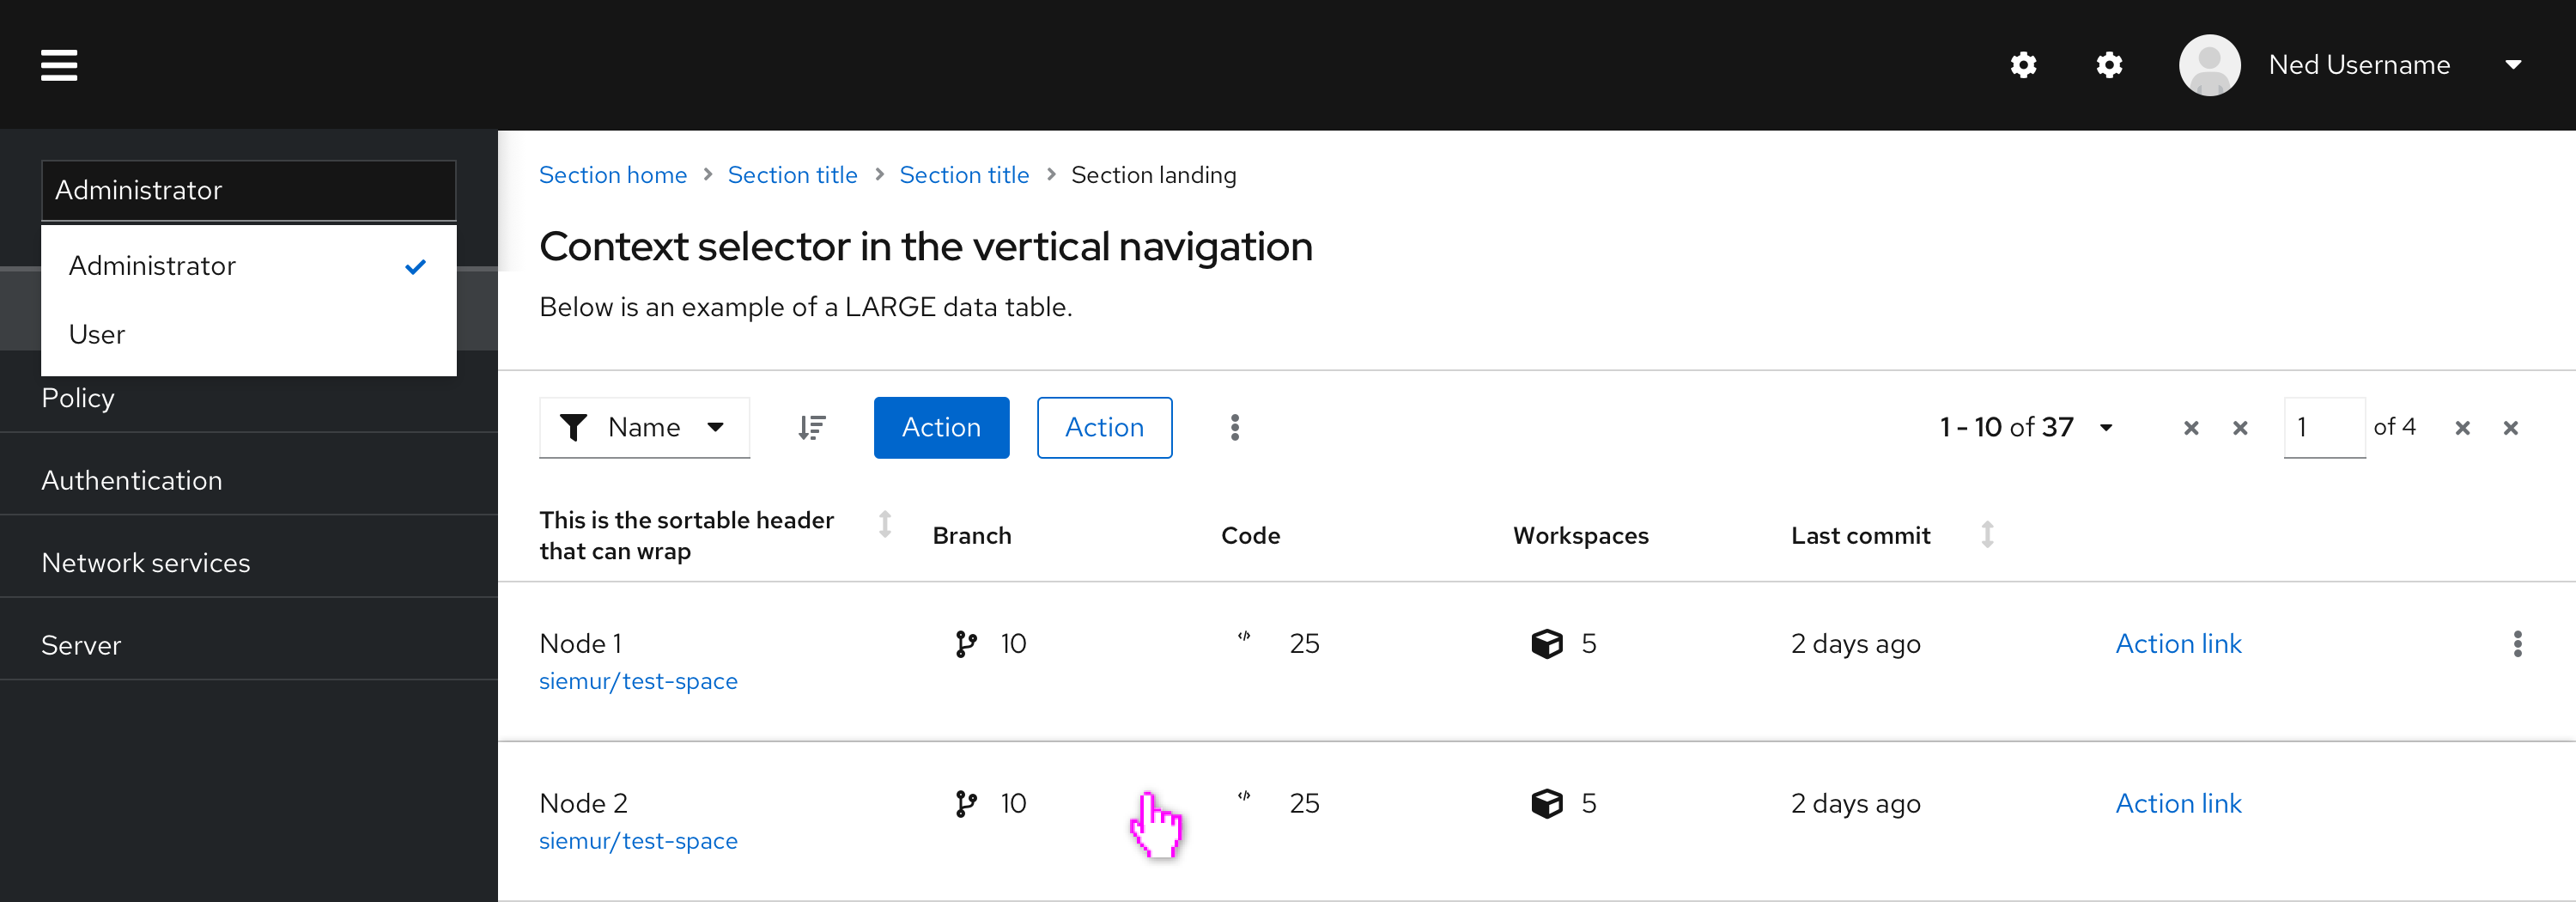 Ned Username
Administrator
Administrator
User
Policy
Authentication
Network services
Server
Section home > Section title > Section title > Section landing
Context selector in the vertical navigation
Below is an example of a LARGE data table.
Name Action Action 1 - 10 of 37 1 of 4
This is the sortable header
that can wrap
Branch Code Workspaces Last commit
Node 1 10 </> 25 5 2 days ago Action link
siemur/test-space
Node 2 10 </> 25 5 2 days ago Action link
siemur/test-space